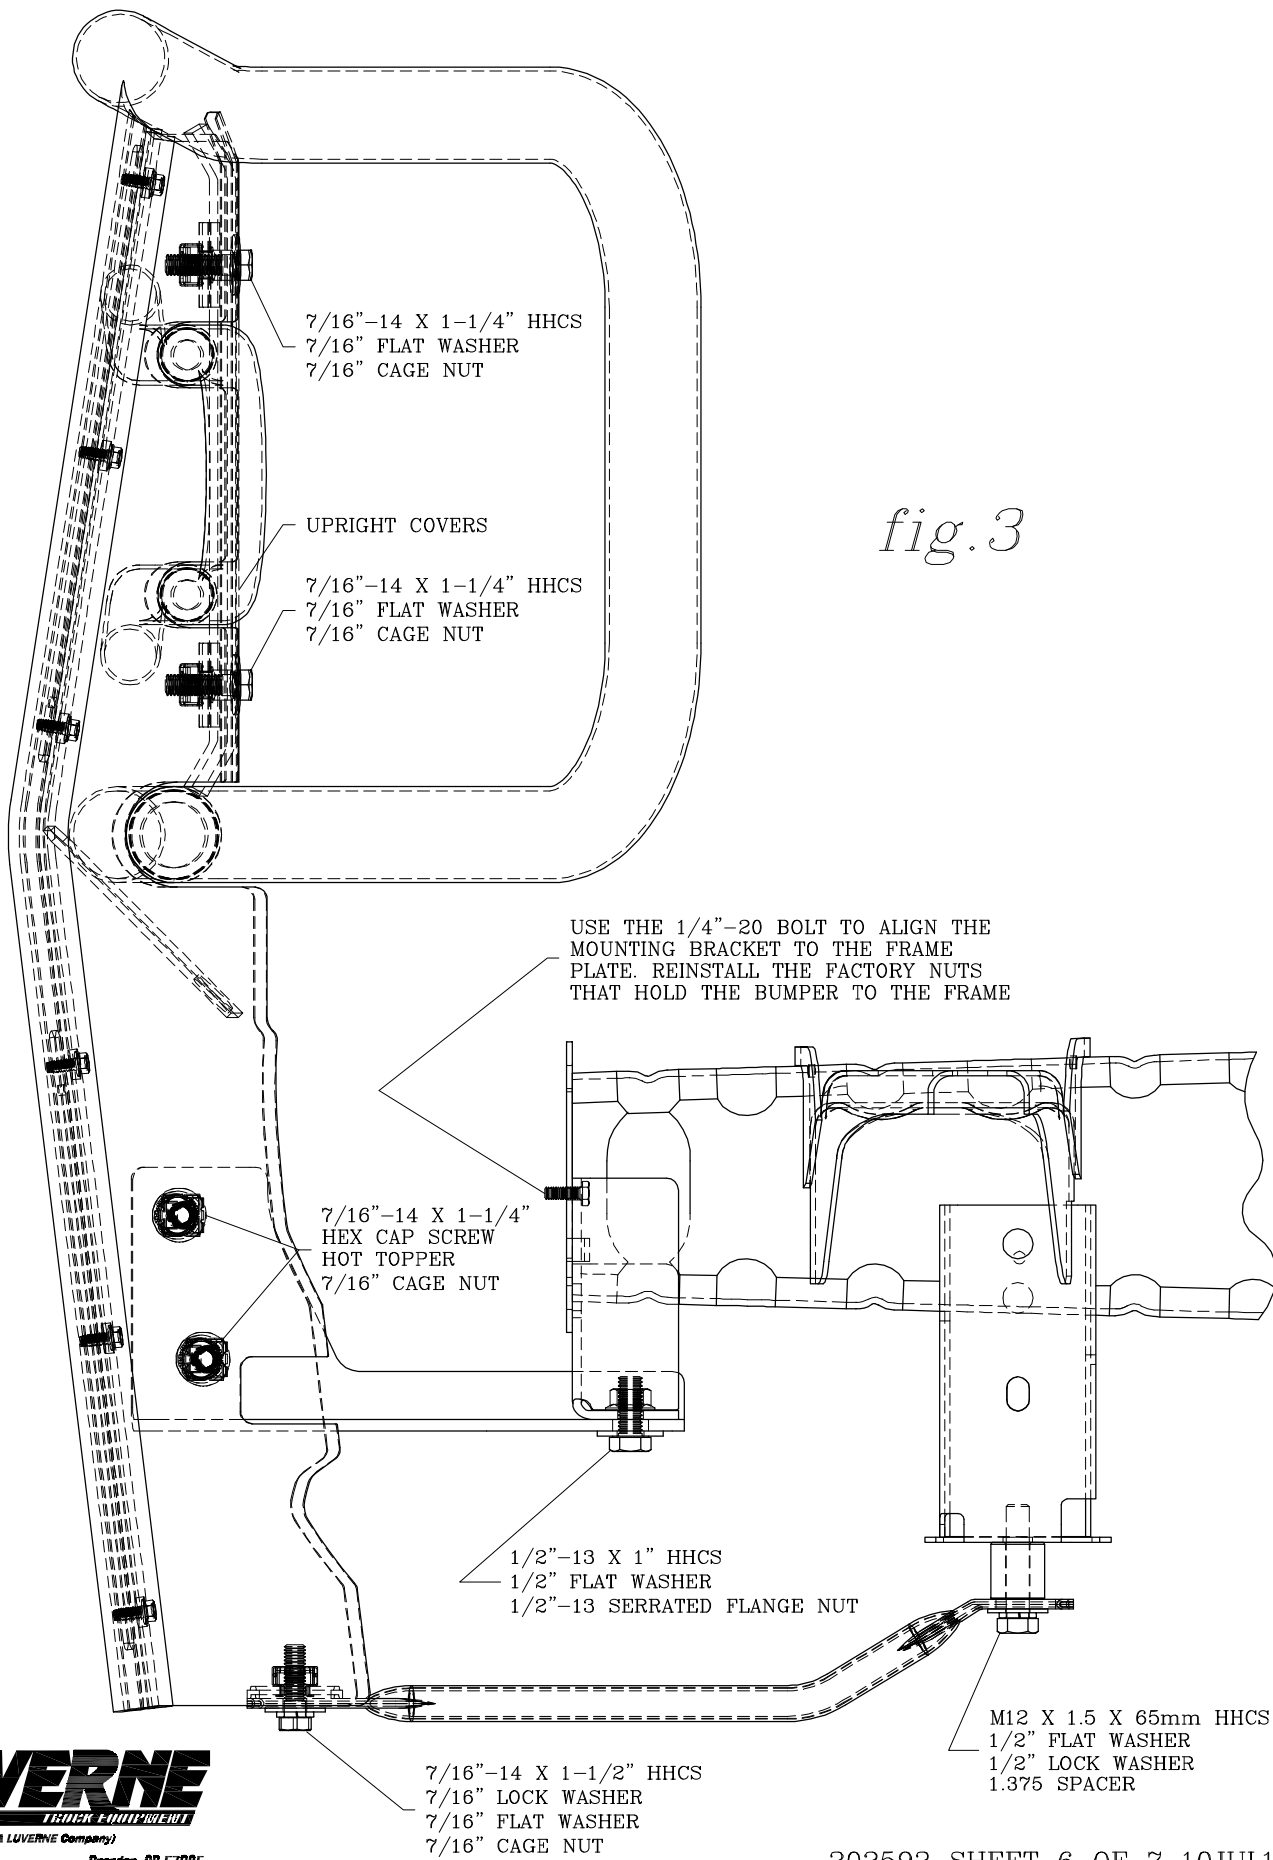 7/16"-14 X 1-1/4" HHCS
7/16" FLAT WASHER
7/16" CAGE NUT
UPRIGHT COVERS
fig.3
7/16"-14 X 1-1/4" HHCS
7/16" FLAT WASHER
7/16" CAGE NUT
USE THE 1/4"-20 BOLT TO ALIGN THE
MOUNTING BRACKET TO THE FRAME
PLATE. REINSTALL THE FACTORY NUTS
THAT HOLD THE BUMPER TO THE FRAME
7/16"-14 X 1-1/4"
HEX CAP SCREW
HOT TOPPER
7/16" CAGE NUT
1/2"-13 X 1" HHCS
1/2" FLAT WASHER
1/2"-13 SERRATED FLANGE NUT
M12 X 1.5 X 65mm HHCS
1/2" FLAT WASHER
1/2" LOCK WASHER
1.375 SPACER
7/16"-14 X 1-1/2" HHCS
7/16" LOCK WASHER
7/16" FLAT WASHER
7/16" CAGE NUT
VERNE
TRUCK EQUIPMENT
LUVERNE Company)
SHEET 6 OF 7